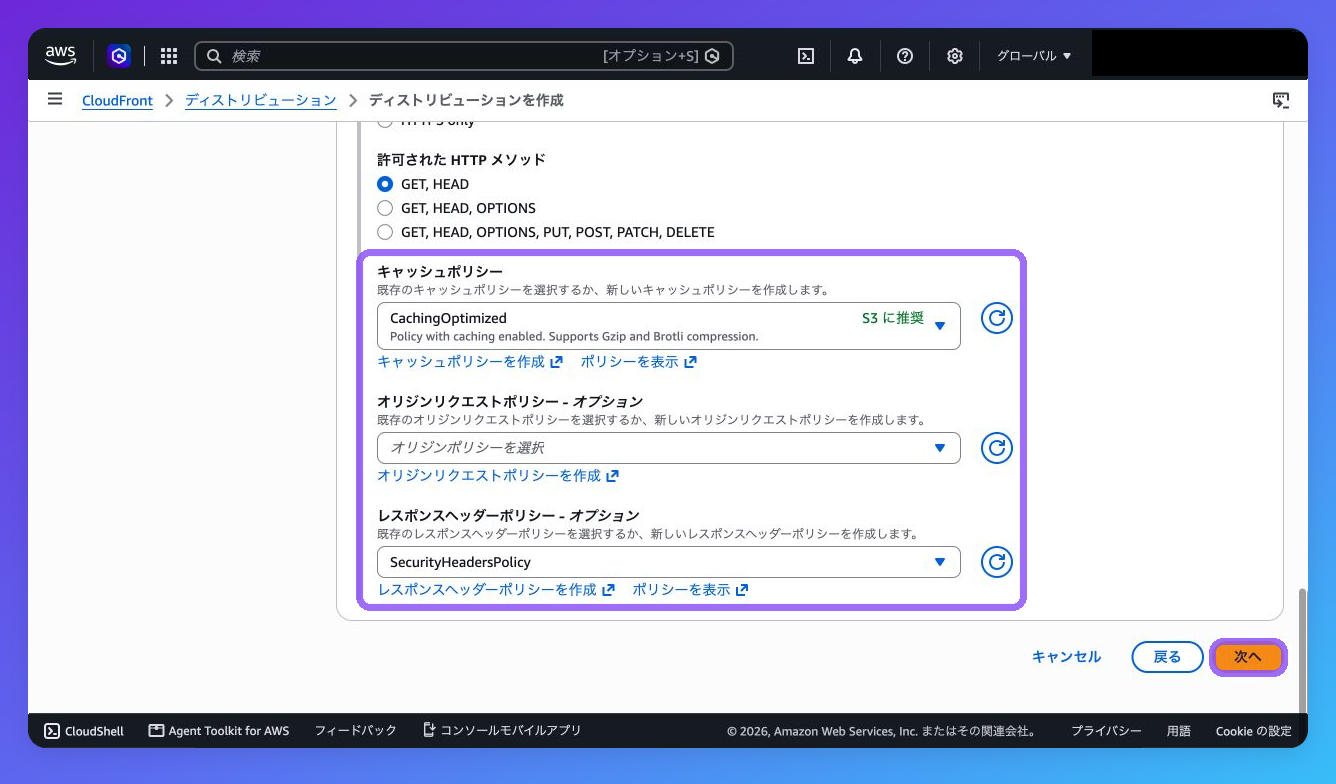 aws
検索 [オプション+S]
グローバル
CloudFront ディストリビューション ディストリビューションを作成
HTTPS only
許可された HTTP メソッド
GET, HEAD
GET, HEAD, OPTIONS
GET, HEAD, OPTIONS, PUT, POST, PATCH, DELETE
キャッシュポリシー
既存のキャッシュポリシーを選択するか、新しいキャッシュポリシーを作成します。
CachingOptimized S3 に推奨
Policy with caching enabled. Supports Gzip and Brotli compression.
キャッシュポリシーを作成 ポリシーを表示
オリジンリクエストポリシー - オプション
既存のオリジンリクエストポリシーを選択するか、新しいオリジンリクエストポリシーを作成します。
オリジンポリシーを選択
オリジンリクエストポリシーを作成
レスポンスヘッダーポリシー - オプション
既存のレスポンスヘッダーポリシーを選択するか、新しいレスポンスヘッダーポリシーを作成します。
SecurityHeadersPolicy
レスポンスヘッダーポリシーを作成 ポリシーを表示
キャンセル 戻る 次へ
CloudShell Agent Toolkit for AWS フィードバック コンソールモバイルアプリ © 2026, Amazon Web Services, Inc. またはその関連会社。 プライバシー 用語 Cookie の設定